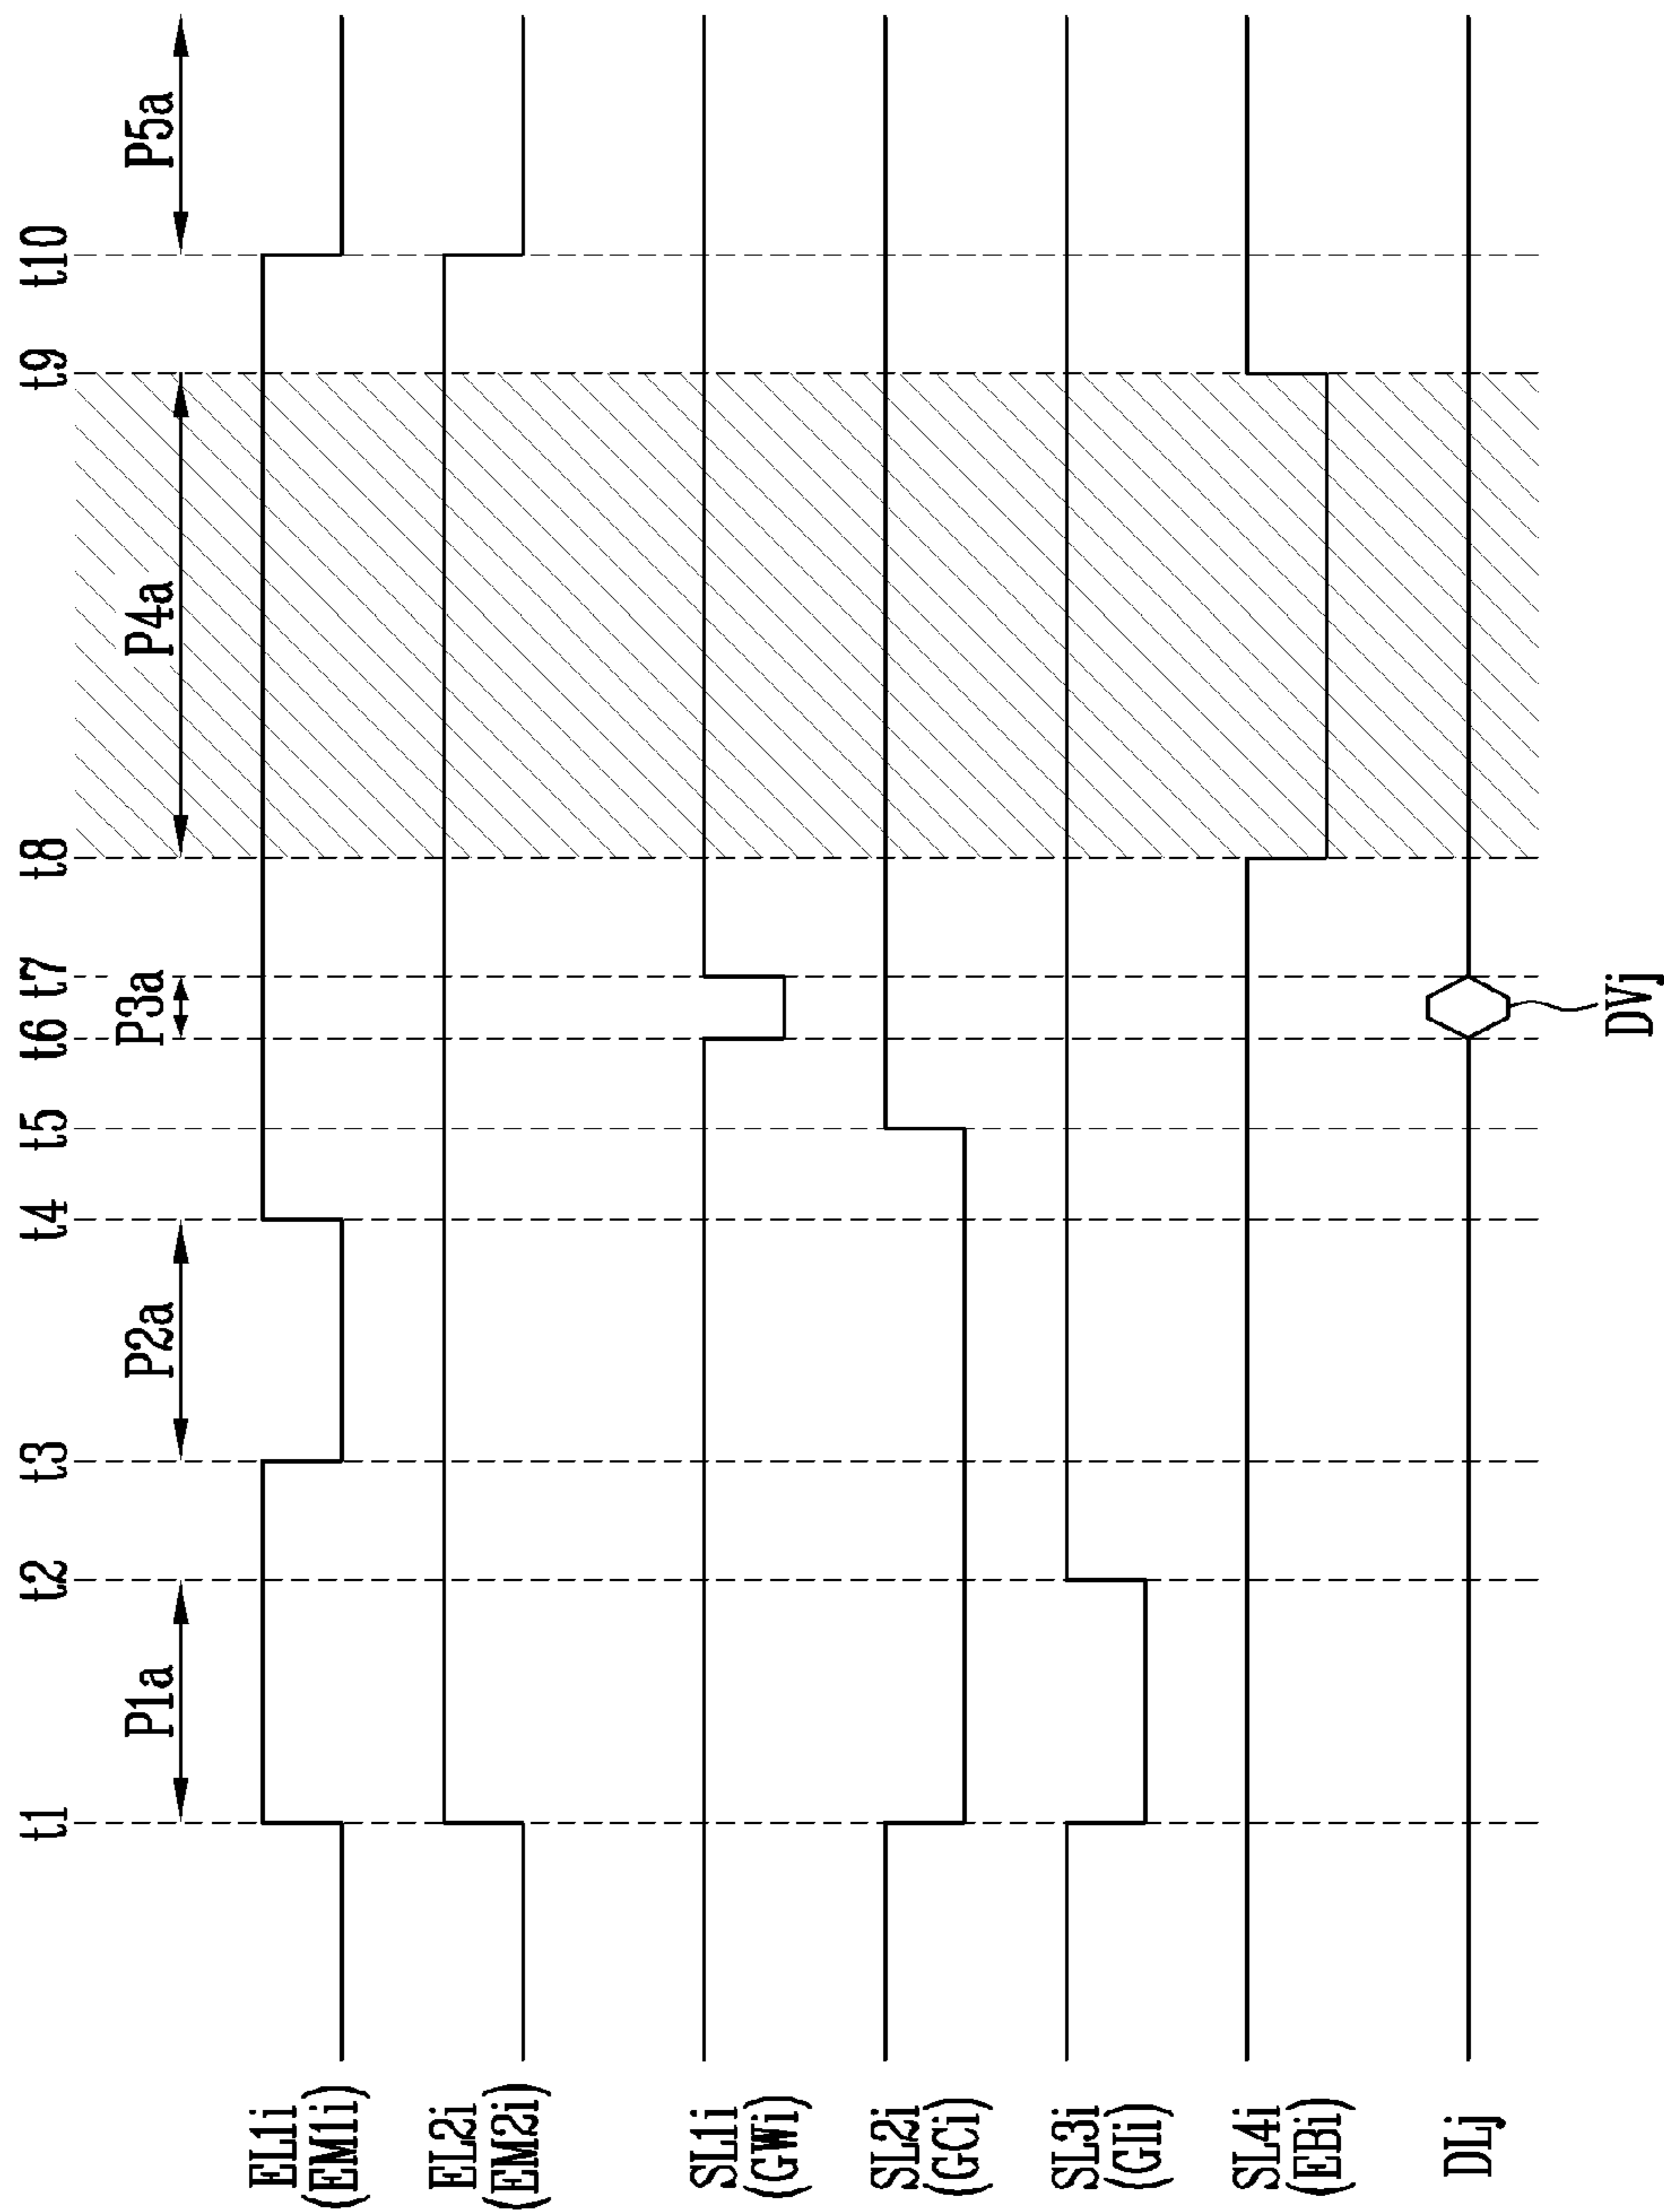 t1 t2 t3 t4 t5 t6 t7 t8 t9 t10
P1a P2a P3a P4a P5a
EL1i
(EM1i)
EL2i
(EM2i)
SL1i
(GWi)
SL2i
(GCi)
SL3i
(GIi)
SL4i
(EBi)
DLj
DVj